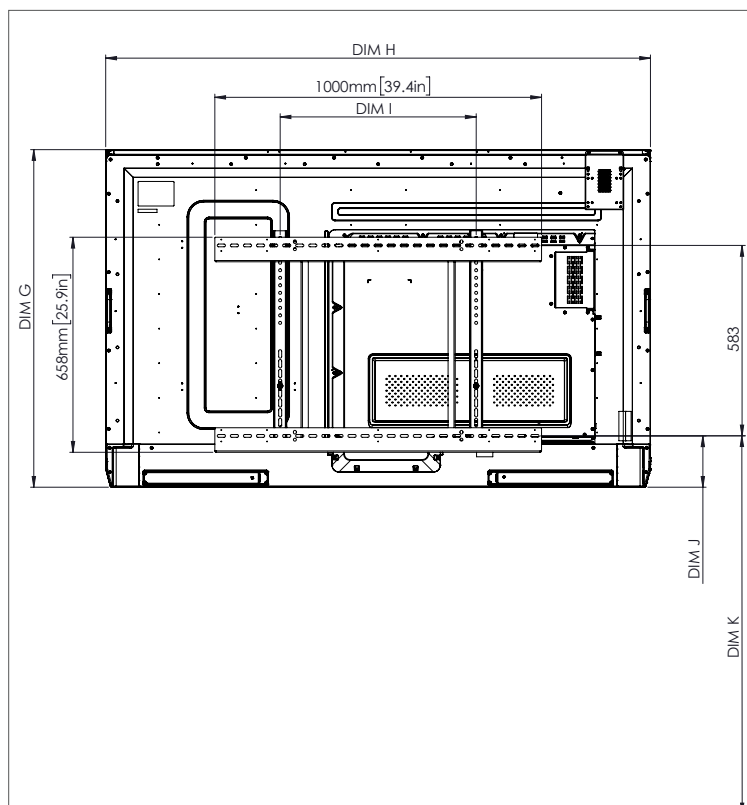 DIM H
1000mm [39.4in]
DIM I
DIM G
658mm [25.9in]
583
DIM J
DIM K